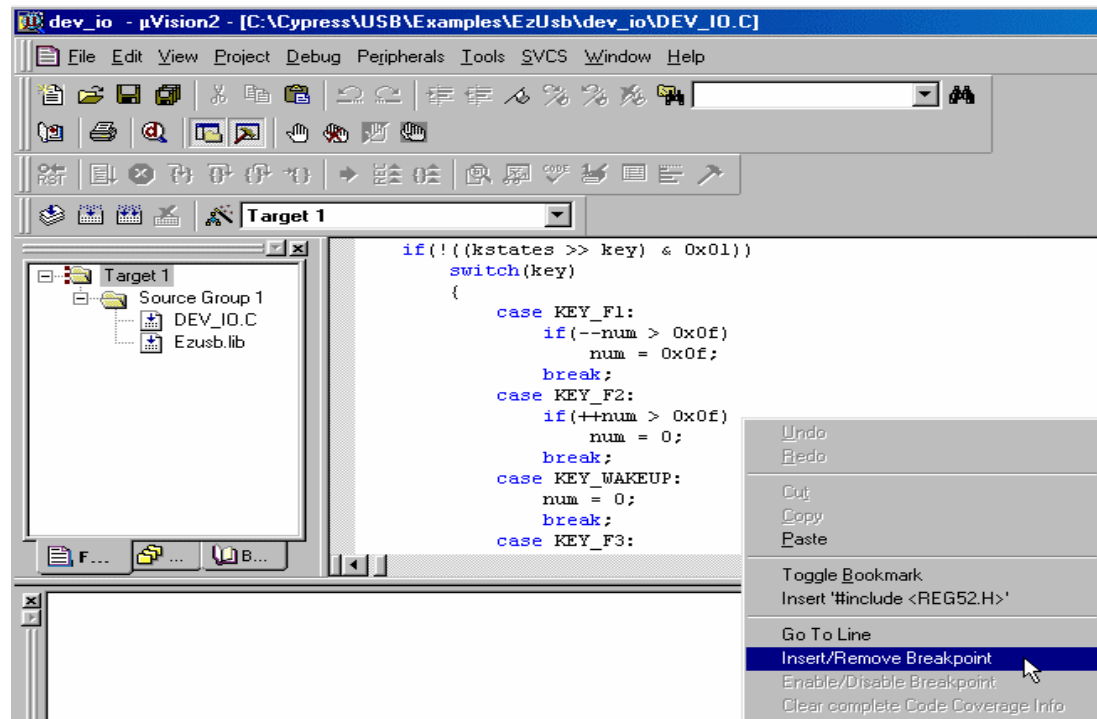 dev_io - µVision2 - [C:\Cypress\USB\Examples\EzUsb\dev_io\DEV_IO.C]
File Edit View Project Debug Peripherals Tools SVCS Window Help
RST
CODE
Target 1
Target 1
Source Group 1
DEV_IO.C
Ezusb.lib
F...
...
B...
if(!((kstates >> key) & 0x01))
switch(key)
{
case KEY_F1:
if(--num > 0x0f)
num = 0x0f;
break;
case KEY_F2:
if(++num > 0x0f)
num = 0;
break;
case KEY_WAKEUP:
num = 0;
break;
case KEY_F3:
Undo
Redo
Cut
Copy
Paste
Toggle Bookmark
Insert '#include <REG52.H>'
Go To Line
Insert/Remove Breakpoint
Enable/Disable Breakpoint
Clear complete Code Coverage Info